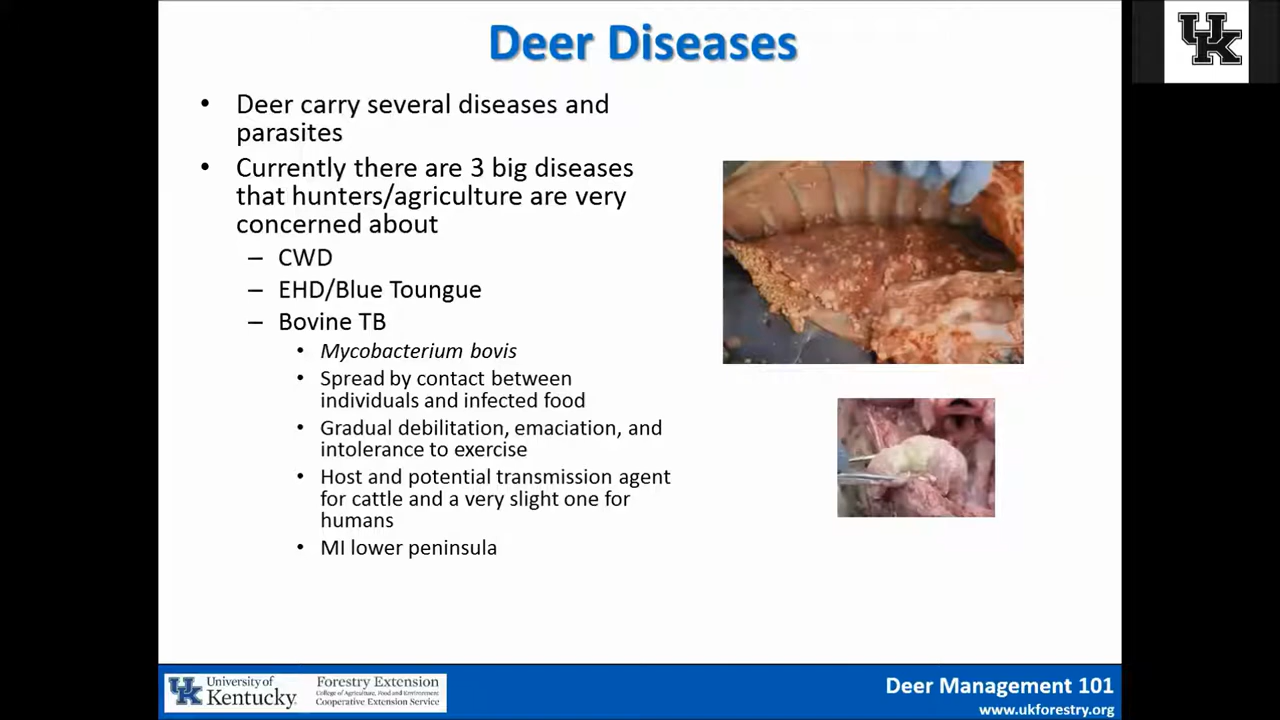 Deer Diseases
• Deer carry several diseases and
parasites
• Currently there are 3 big diseases
that hunters/agriculture are very
concerned about
– CWD
– EHD/Blue Toungue
– Bovine TB
• Mycobacterium bovis
• Spread by contact between
individuals and infected food
• Gradual debilitation, emaciation, and
intolerance to exercise
• Host and potential transmission agent
for cattle and a very slight one for
humans
• MI lower peninsula
UK
UK University of
Kentucky
Forestry Extension
College of Agriculture, Food and Environment
Cooperative Extension Service
Deer Management 101
www.ukforestry.org